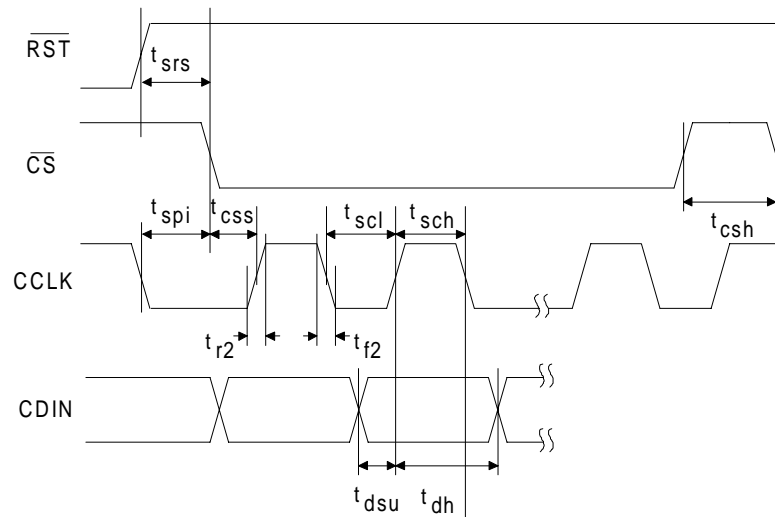 RST
t srs
CS
t spi
t css
t scl
t sch
t csh
CCLK
t r2
t f2
CDIN
t dsu
t dh